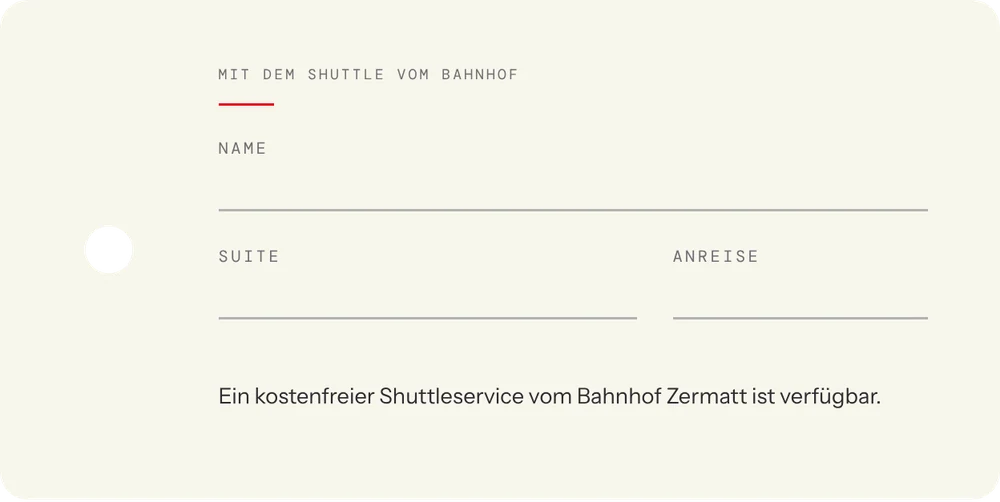 MIT DEM SHUTTLE VOM BAHNHOF
NAME
SUITE
ANREISE
Ein kostenfreier Shuttleservice vom Bahnhof Zermatt ist verfügbar.